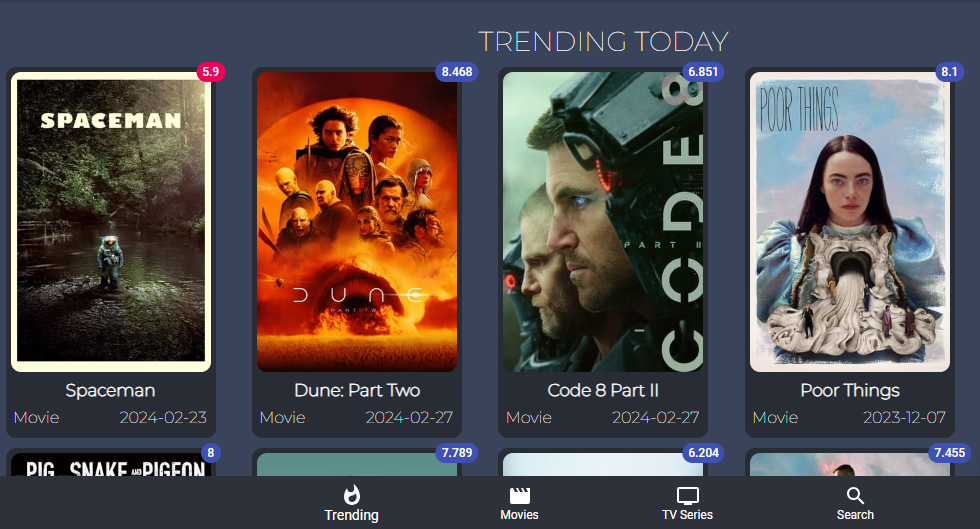 TRENDING TODAY
5.9
8.468
6.851
8.1
SPACEMAN
DUNE
PART TWO
CODE 8
PART II
POOR THINGS
Spaceman
Dune: Part Two
Code 8 Part II
Poor Things
Movie 2024-02-23
Movie 2024-02-27
Movie 2024-02-27
Movie 2023-12-07
8
7.789
6.204
7.455
PIG SNAKE AND PIGEON
Trending
Movies
TV Series
Search